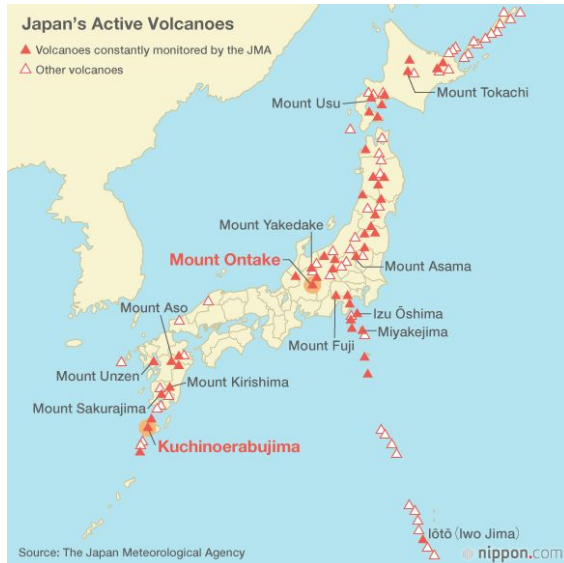 Japan's Active Volcanoes
Volcanoes constantly monitored by the JMA
Other volcanoes
Mount Tokachi
Mount Usu
Mount Yakedake
Mount Ontake
Mount Asama
Mount Aso
Izu Ōshima
Miyakejima
Mount Fuji
Mount Unzen
Mount Kirishima
Mount Sakurajima
Kuchinoerabujima
Iōtō (Iwo Jima)
Source: The Japan Meteorological Agency
nippon.com